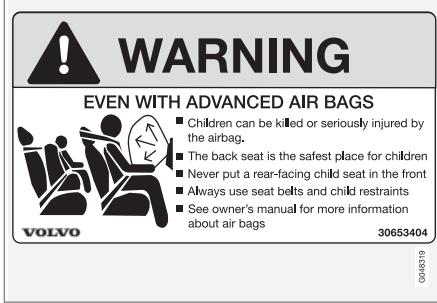 WARNING
EVEN WITH ADVANCED AIR BAGS
■ Children can be killed or seriously injured by
the airbag.
■ The back seat is the safest place for children
■ Never put a rear-facing child seat in the front
■ Always use seat belts and child restraints
■ See owner's manual for more information
about air bags
VOLVO
30653404
G048319